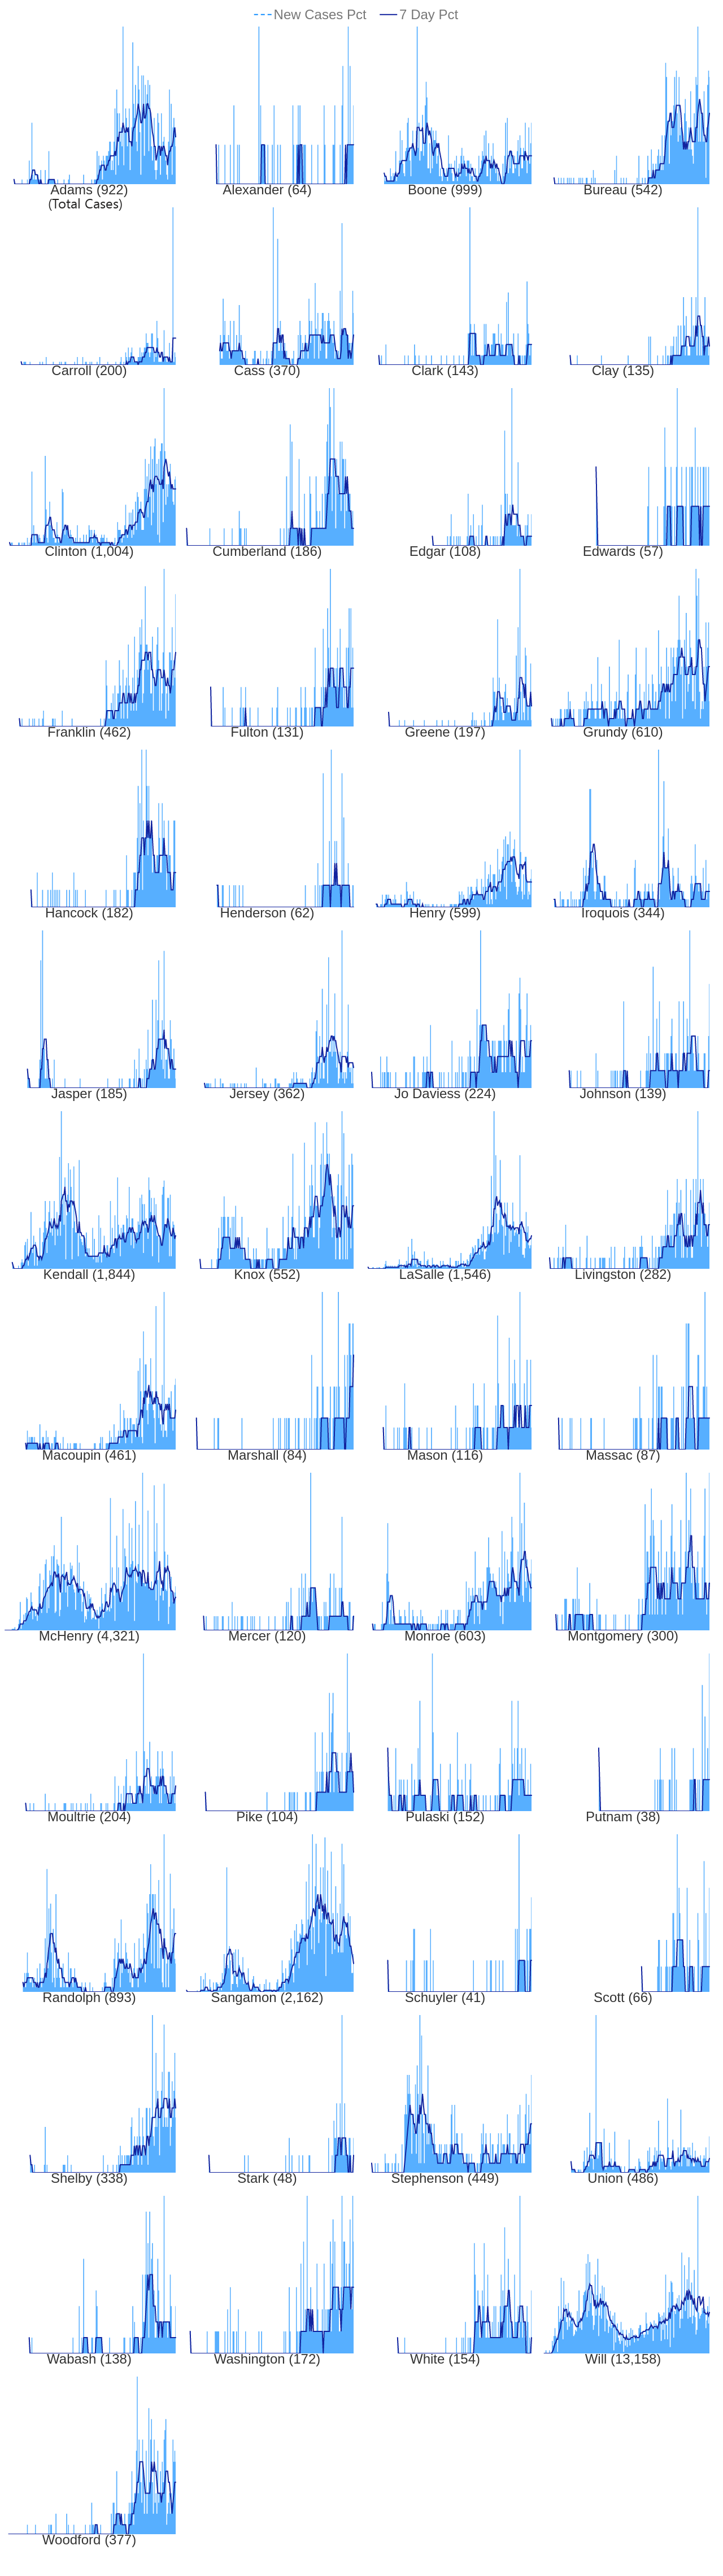 New Cases Pct 7 Day Pct
Adams (922) Alexander (64) Boone (999) Bureau (542)
(Total Cases)
Carroll (200) Cass (370) Clark (143) Clay (135)
Clinton (1,004) Cumberland (186) Edgar (108) Edwards (57)
Franklin (462) Fulton (131) Greene (197) Grundy (610)
Hancock (182) Henderson (62) Henry (599) Iroquois (344)
Jasper (185) Jersey (362) Jo Daviess (224) Johnson (139)
Kendall (1,844) Knox (552) LaSalle (1,546) Livingston (282)
Macoupin (461) Marshall (84) Mason (116) Massac (87)
McHenry (4,321) Mercer (120) Monroe (603) Montgomery (300)
Moultrie (204) Pike (104) Pulaski (152) Putnam (38)
Randolph (893) Sangamon (2,162) Schuyler (41) Scott (66)
Shelby (338) Stark (48) Stephenson (449) Union (486)
Wabash (138) Washington (172) White (154) Will (13,158)
Woodford (377)